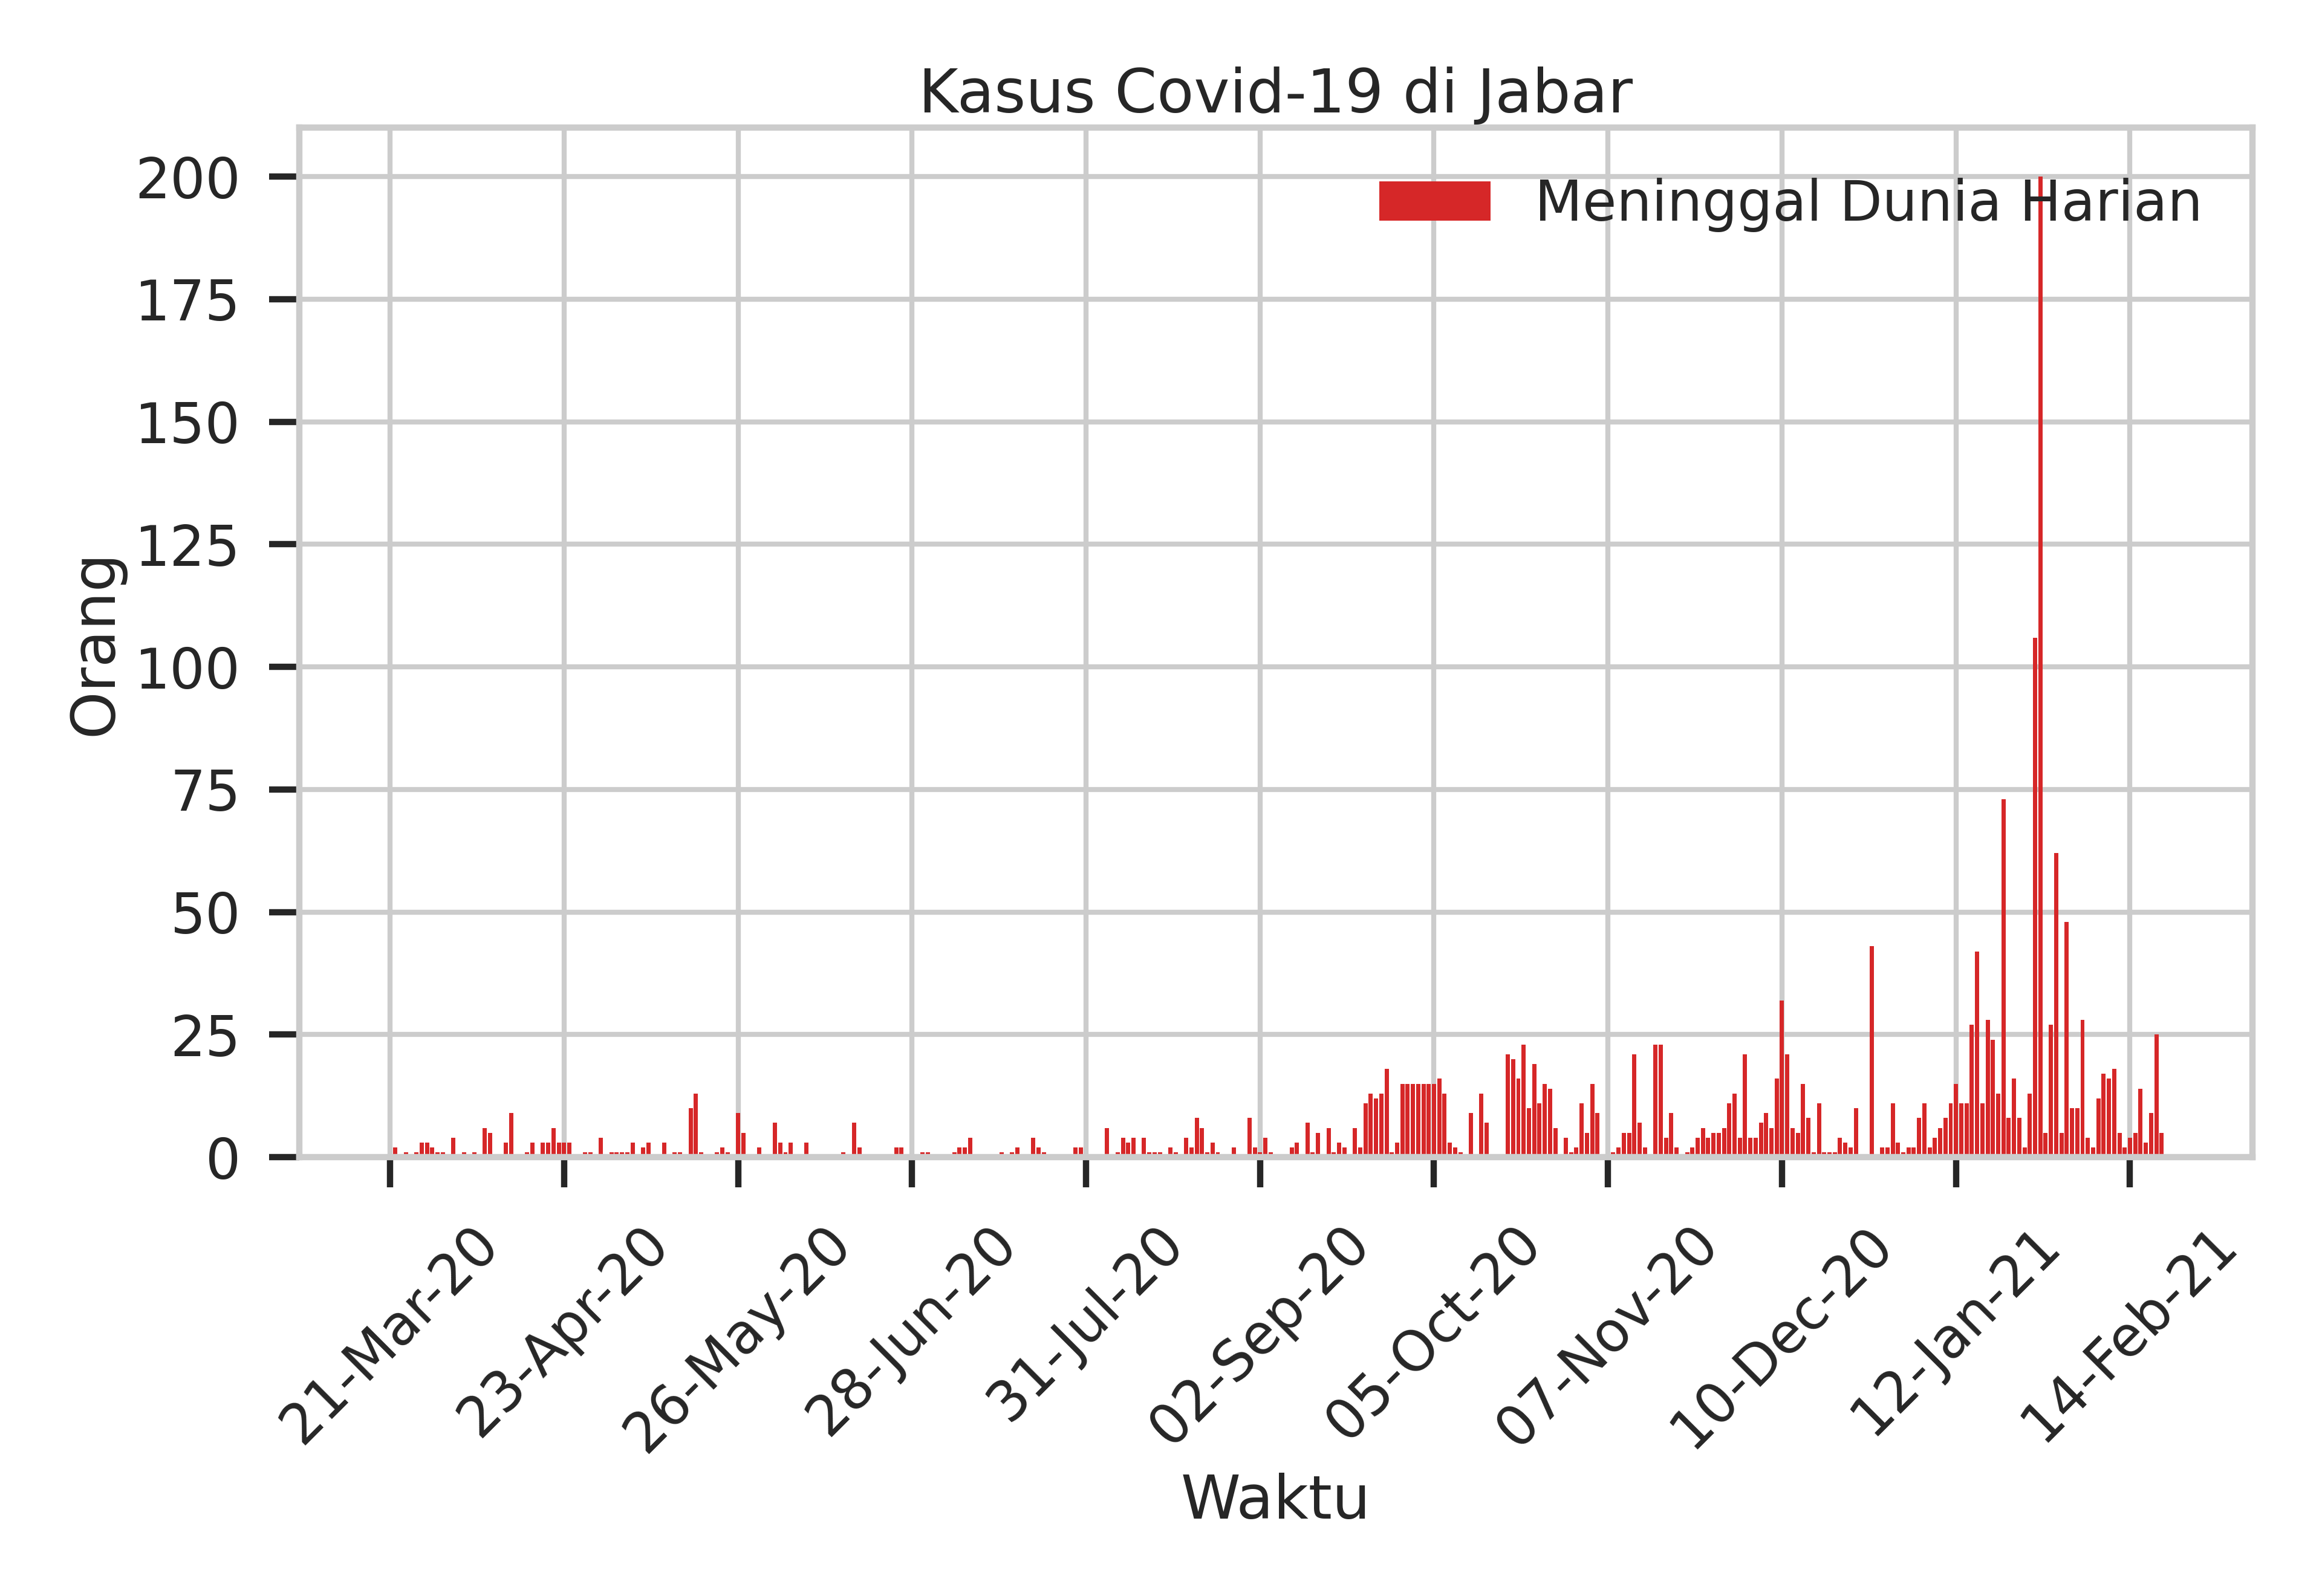 Kasus Covid-19 di Jabar
Meninggal Dunia Harian
200
175
150
125
100
75
50
25
0
Orang
21-Mar-20
23-Apr-20
26-May-20
28-Jun-20
31-Jul-20
02-Sep-20
05-Oct-20
07-Nov-20
10-Dec-20
12-Jan-21
14-Feb-21
Waktu